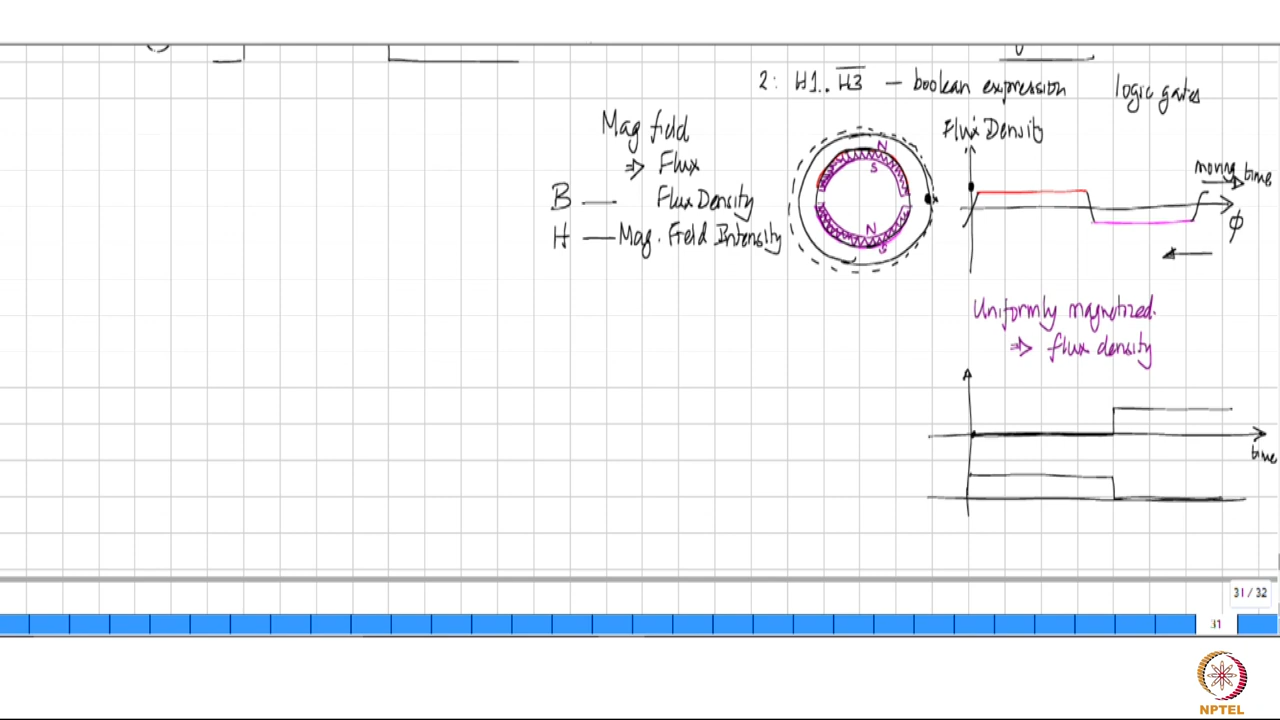 2: H1.. H3 — boolean expression logic gates
Mag field
⇒ Flux
B — Flux Density
H — Mag. Field Intensity
N
S
N
S
Flux Density
moving time
ϕ
Uniformly magnetized.
⇒ flux density
time
31 / 32
31
NPTEL